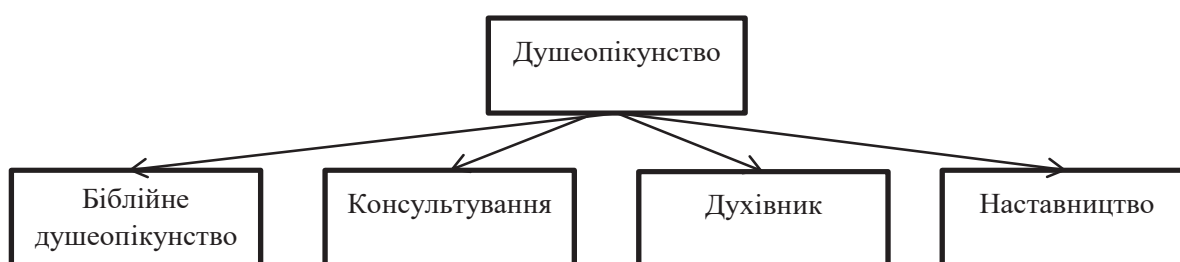 Душеопікунство
Біблійне
душеопікунство
Консультування
Духівник
Наставництво